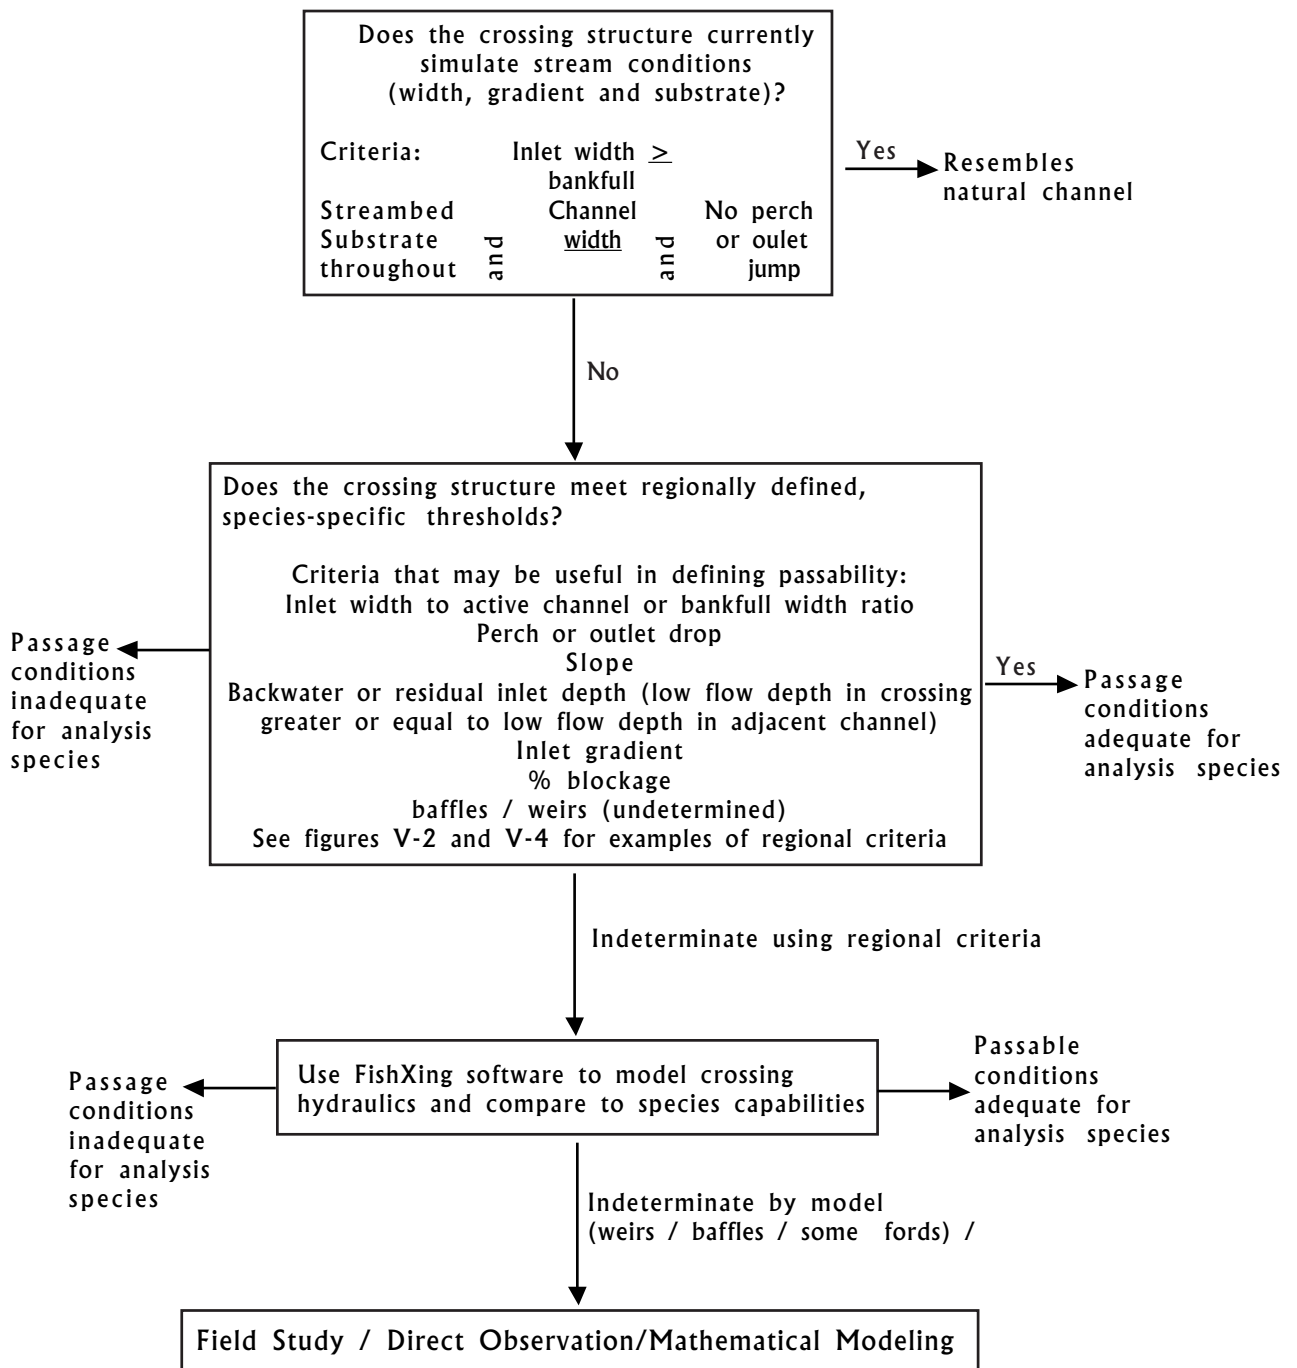 Does the crossing structure currently
simulate stream conditions
(width, gradient and substrate)?
Criteria:
Streambed
Substrate
throughout
and
Inlet width >
bankfull
Channel
width
and
No perch
or oulet
jump
Yes
Resembles
natural channel
No
Does the crossing structure meet regionally defined,
species-specific thresholds?
Criteria that may be useful in defining passability:
Inlet width to active channel or bankfull width ratio
Perch or outlet drop
Slope
Backwater or residual inlet depth (low flow depth in crossing
greater or equal to low flow depth in adjacent channel)
Inlet gradient
% blockage
baffles / weirs (undetermined)
See figures V-2 and V-4 for examples of regional criteria
Passage
conditions
inadequate
for analysis
species
Yes
Passage
conditions
adequate for
analysis species
Indeterminate using regional criteria
Use FishXing software to model crossing
hydraulics and compare to species capabilities
Passage
conditions
inadequate
for analysis
species
Passable
conditions
adequate for
analysis species
Indeterminate by model
(weirs / baffles / some fords) /
Field Study / Direct Observation/Mathematical Modeling